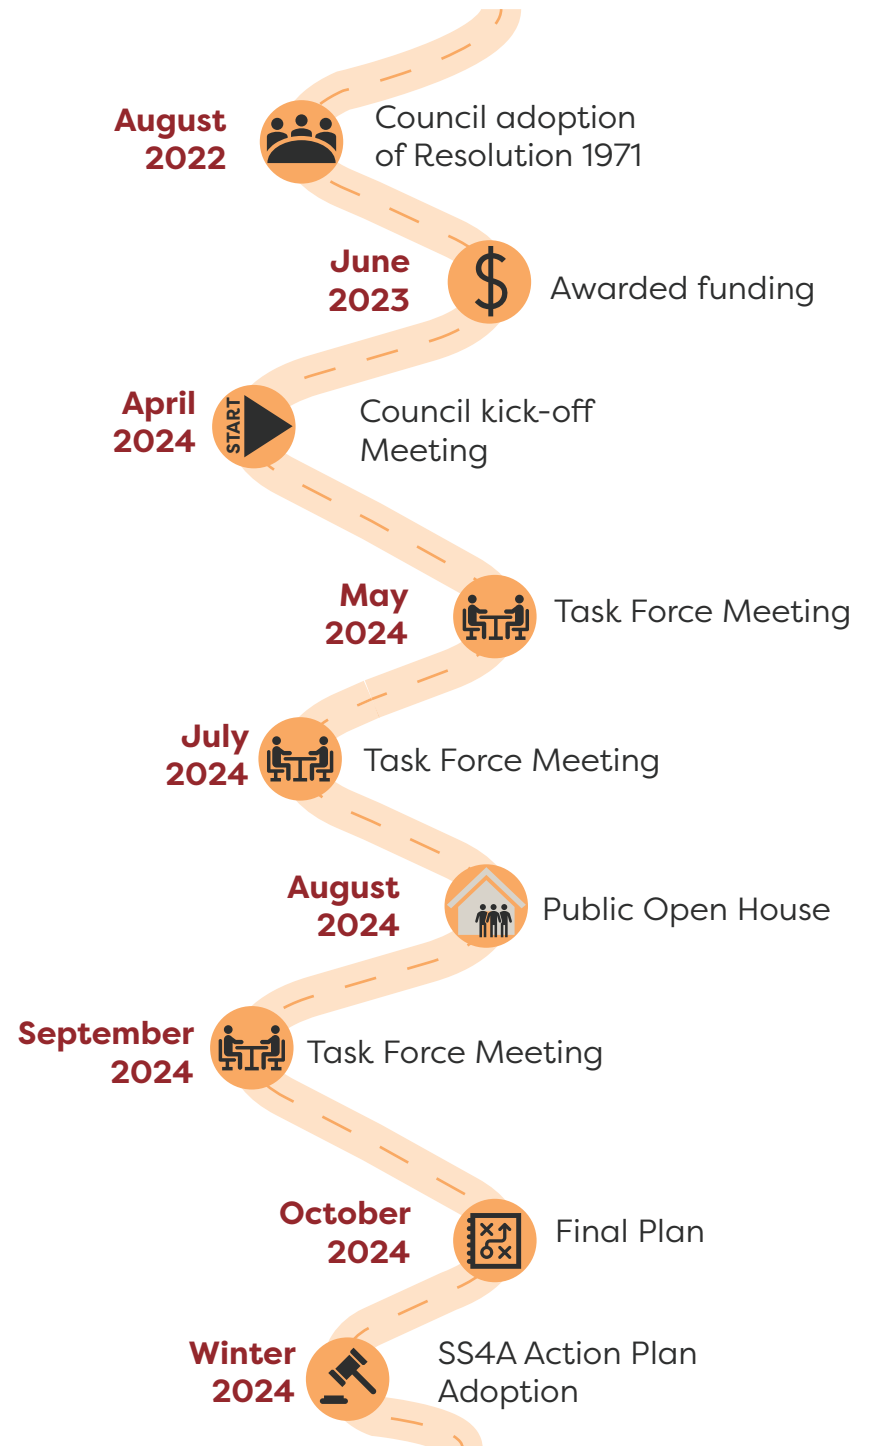 August
2022
Council adoption
of Resolution 1971
June
2023
Awarded funding
April
2024
START
Council kick-off
Meeting
May
2024
Task Force Meeting
July
2024
Task Force Meeting
August
2024
Public Open House
September
2024
Task Force Meeting
October
2024
Final Plan
Winter
2024
SS4A Action Plan
Adoption